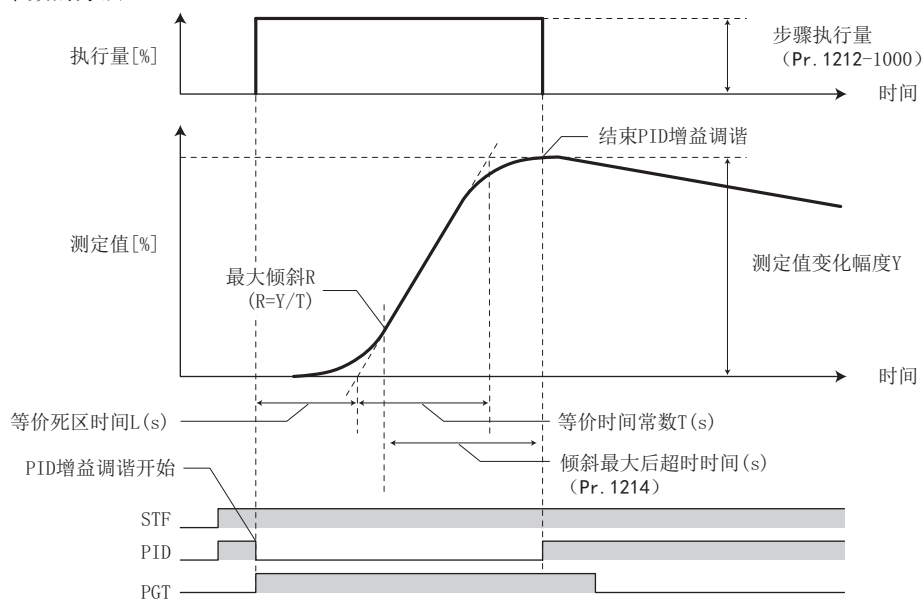 执行量[%]
步骤执行量
（Pr. 1212-1000）
时间
结束PID增益调谐
测定值[%]
最大倾斜R
(R=Y/T)
测定值变化幅度Y
时间
等价死区时间L(s)
等价时间常数T(s)
PID增益调谐开始
倾斜最大后超时时间(s)
（Pr. 1214）
STF
PID
PGT